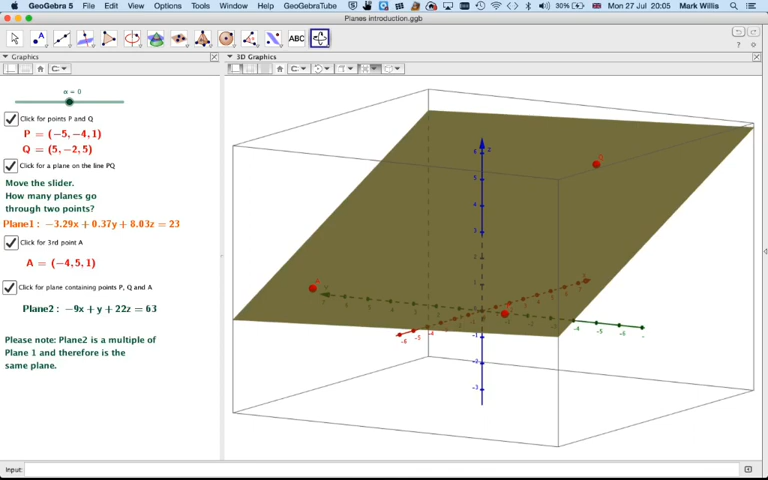 GeoGebra 5 File Edit View Options Tools Window Help GeoGebraTube 30% Mon 27 Jul 20:05 Mark Willis
Planes introduction.ggb
ABC
Graphics
3D Graphics
α = 0
Click for points P and Q
P = (−5, −4, 1)
Q = (5, −2, 5)
Click for a plane on the line PQ
Move the slider.
How many planes go
through two points?
Plane1 : −3.29x + 0.37y + 8.03z = 23
Click for 3rd point A
A = (−4, 5, 1)
Click for plane containing points P, Q and A
Plane2 : −9x + y + 22z = 63
Please note: Plane2 is a multiple of
Plane 1 and therefore is the
same plane.
Input: